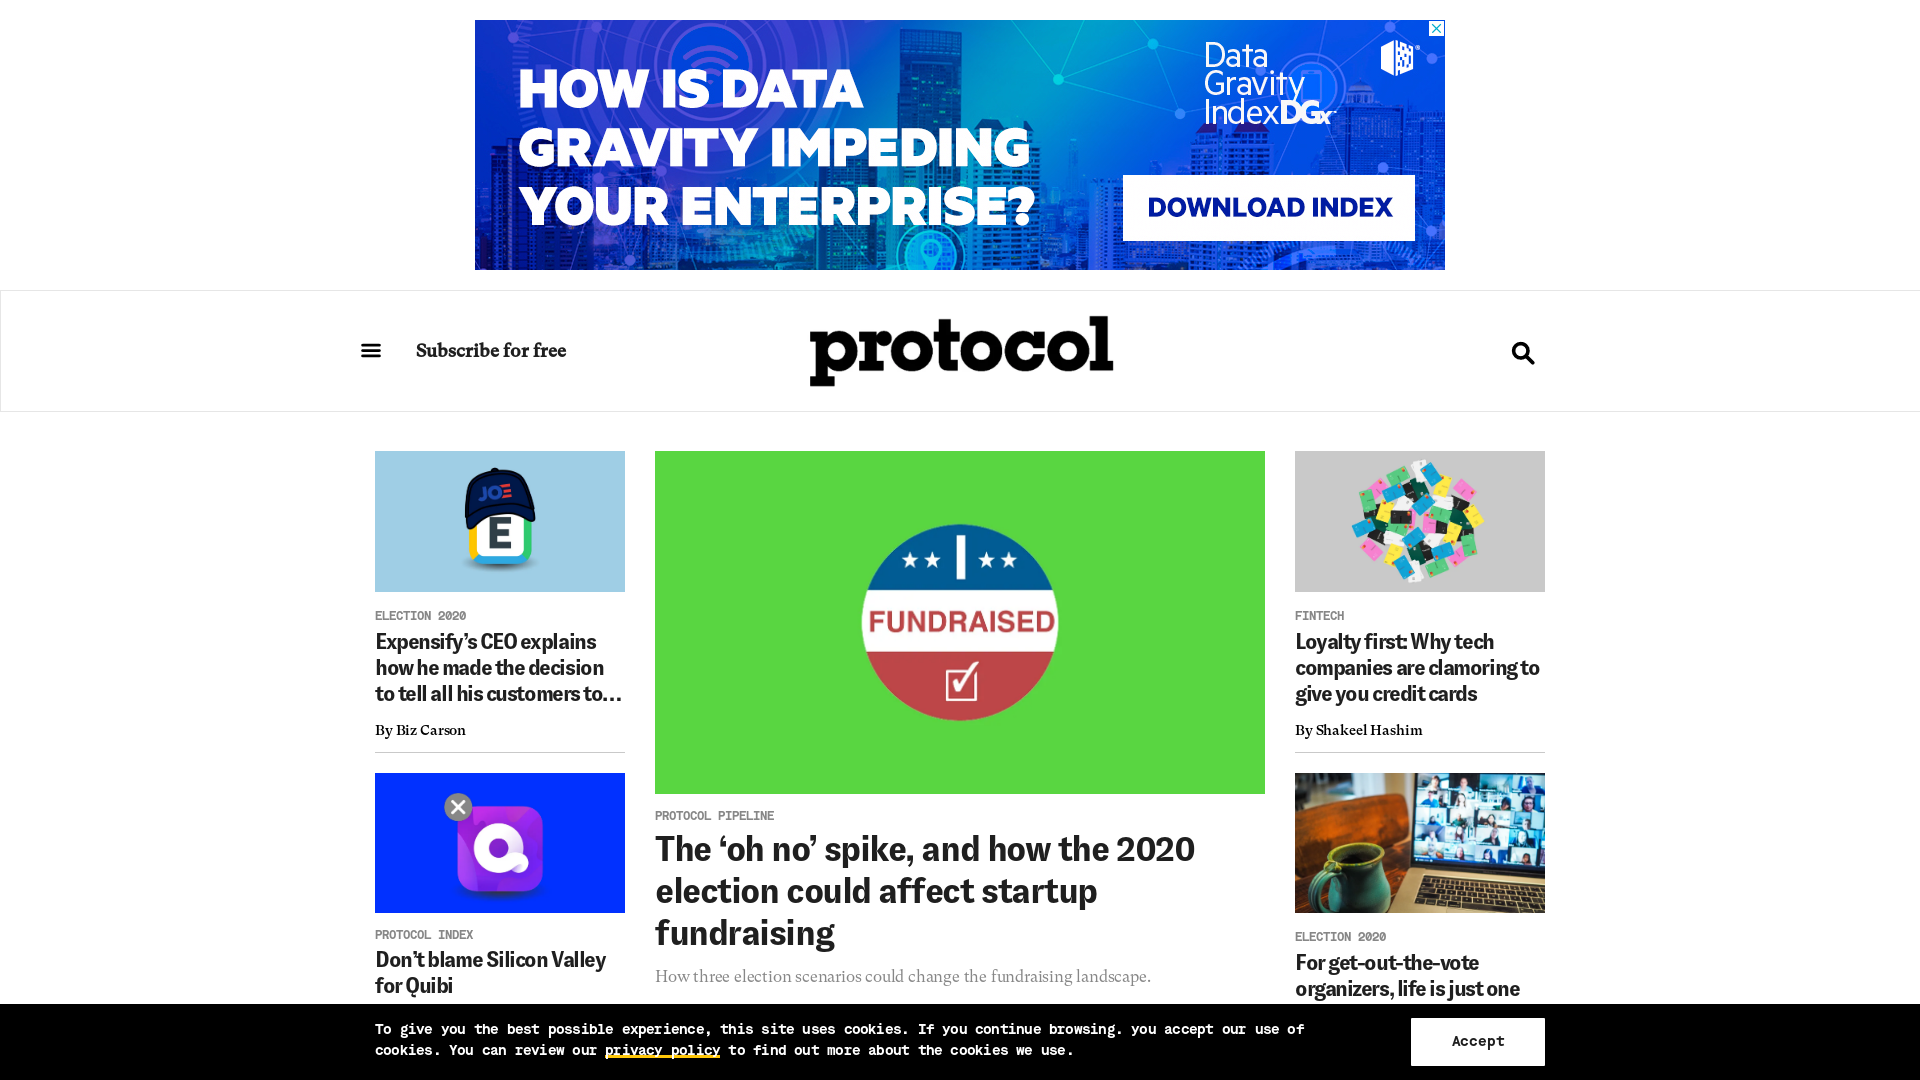 HOW IS DATA
GRAVITY IMPEDING
YOUR ENTERPRISE?
Data
Gravity
IndexDGx™
DOWNLOAD INDEX
Subscribe for free
protocol
JOE
E
ELECTION 2020
Expensify’s CEO explains
how he made the decision
to tell all his customers to…
By Biz Carson
PROTOCOL INDEX
Don’t blame Silicon Valley
for Quibi
I
FUNDRAISED
PROTOCOL PIPELINE
The ‘oh no’ spike, and how the 2020
election could affect startup
fundraising
How three election scenarios could change the fundraising landscape.
FINTECH
Loyalty first: Why tech
companies are clamoring to
give you credit cards
By Shakeel Hashim
ELECTION 2020
For get-out-the-vote
organizers, life is just one
To give you the best possible experience, this site uses cookies. If you continue browsing. you accept our use of
cookies. You can review our privacy policy to find out more about the cookies we use.
Accept